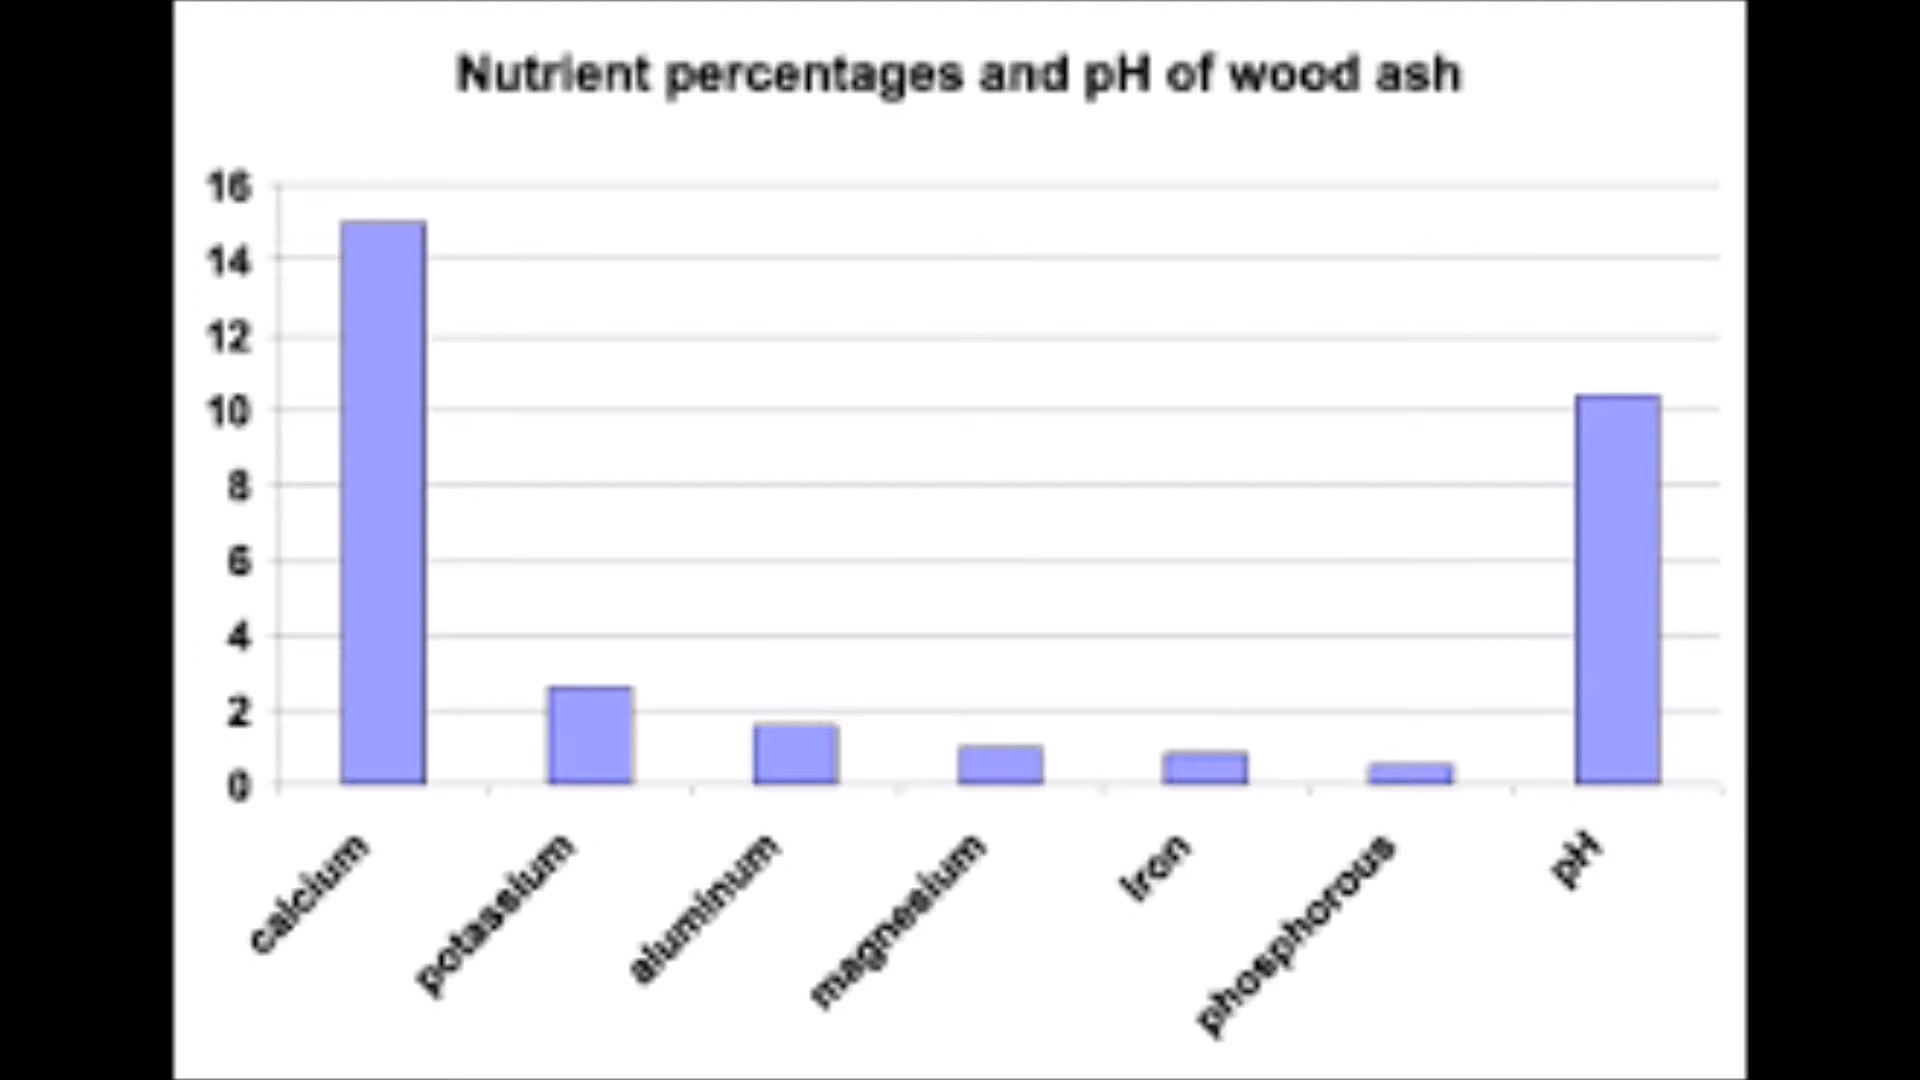 Nutrient percentages and pH of wood ash
16
14
12
10
8
6
4
2
0
calcium
potassium
aluminum
magnesium
Iron
phosphorous
pH